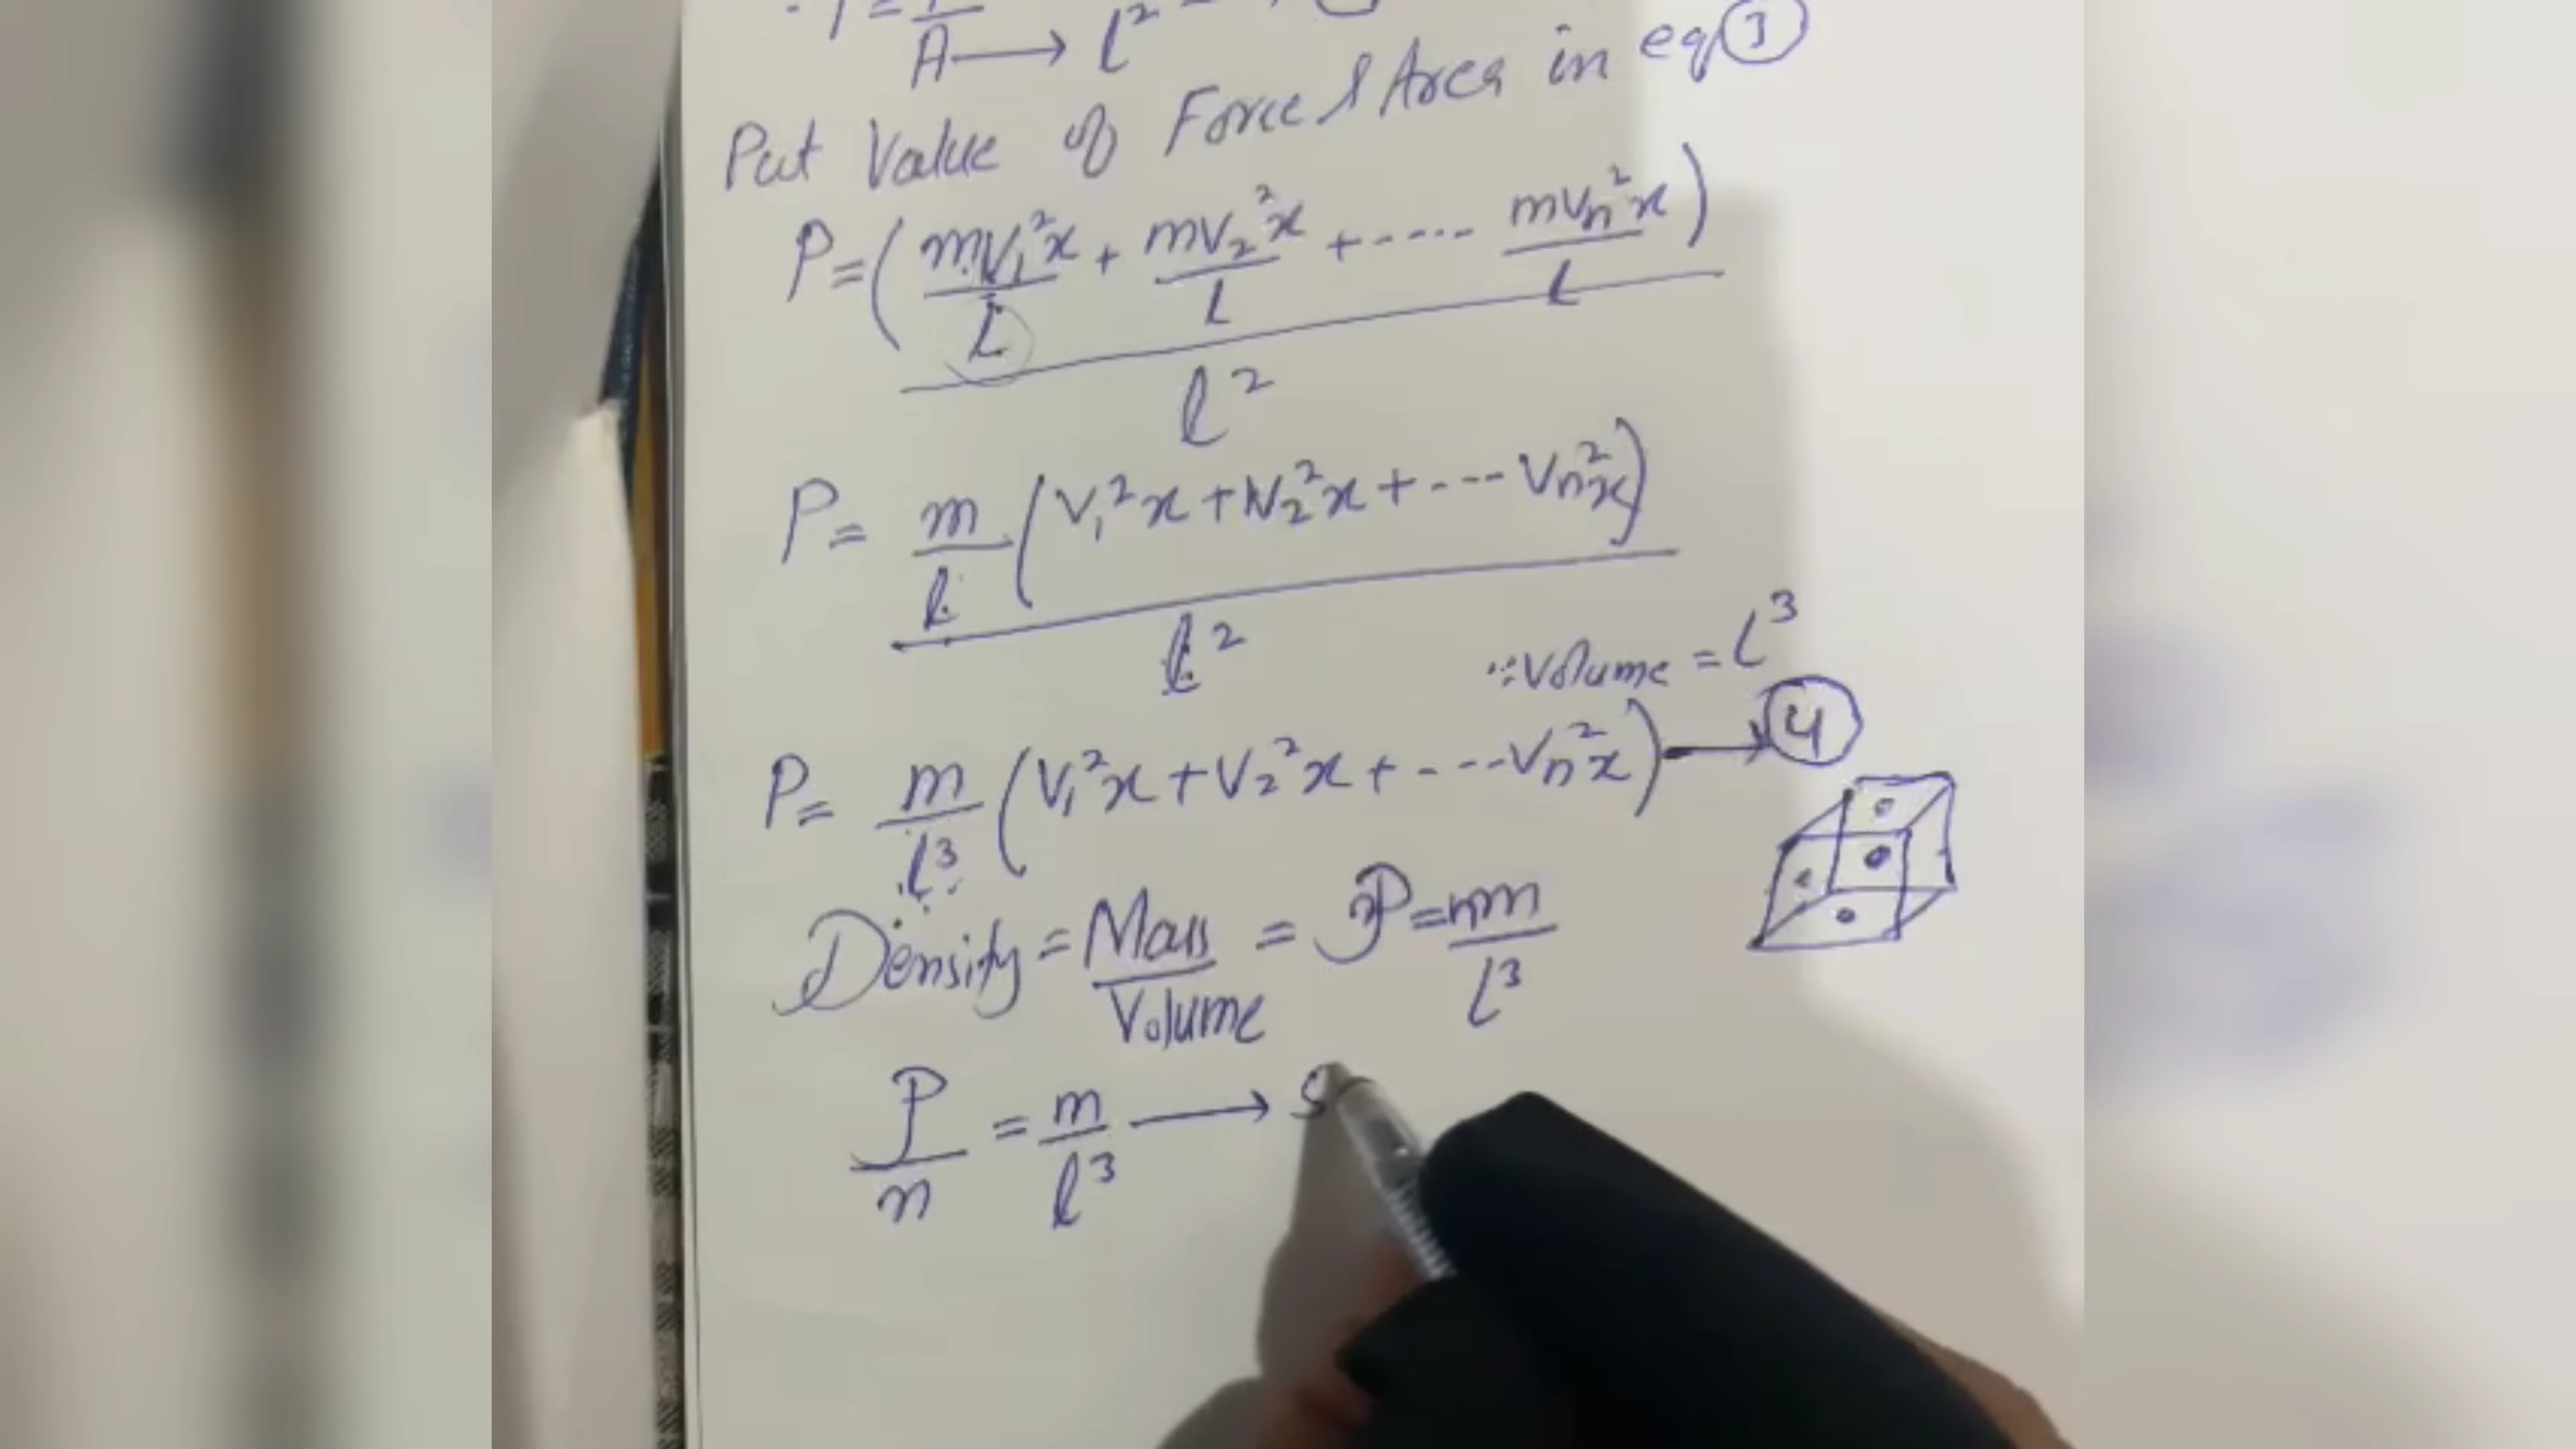 A → l²
Put Value of Force & Area in eq ③
P = ( mv₁²x/L + mv₂²x/L + ----- mvₙ²x/L ) / l²
P = m/l ( v₁²x + v₂²x + --- vₙ²x ) / l²
∵ Volume = l³
P = m/l³ ( v₁²x + v₂²x + --- vₙ²x ) → ④
Density = Mass/Volume = ρ = nm/l³
ρ/n = m/l³ →